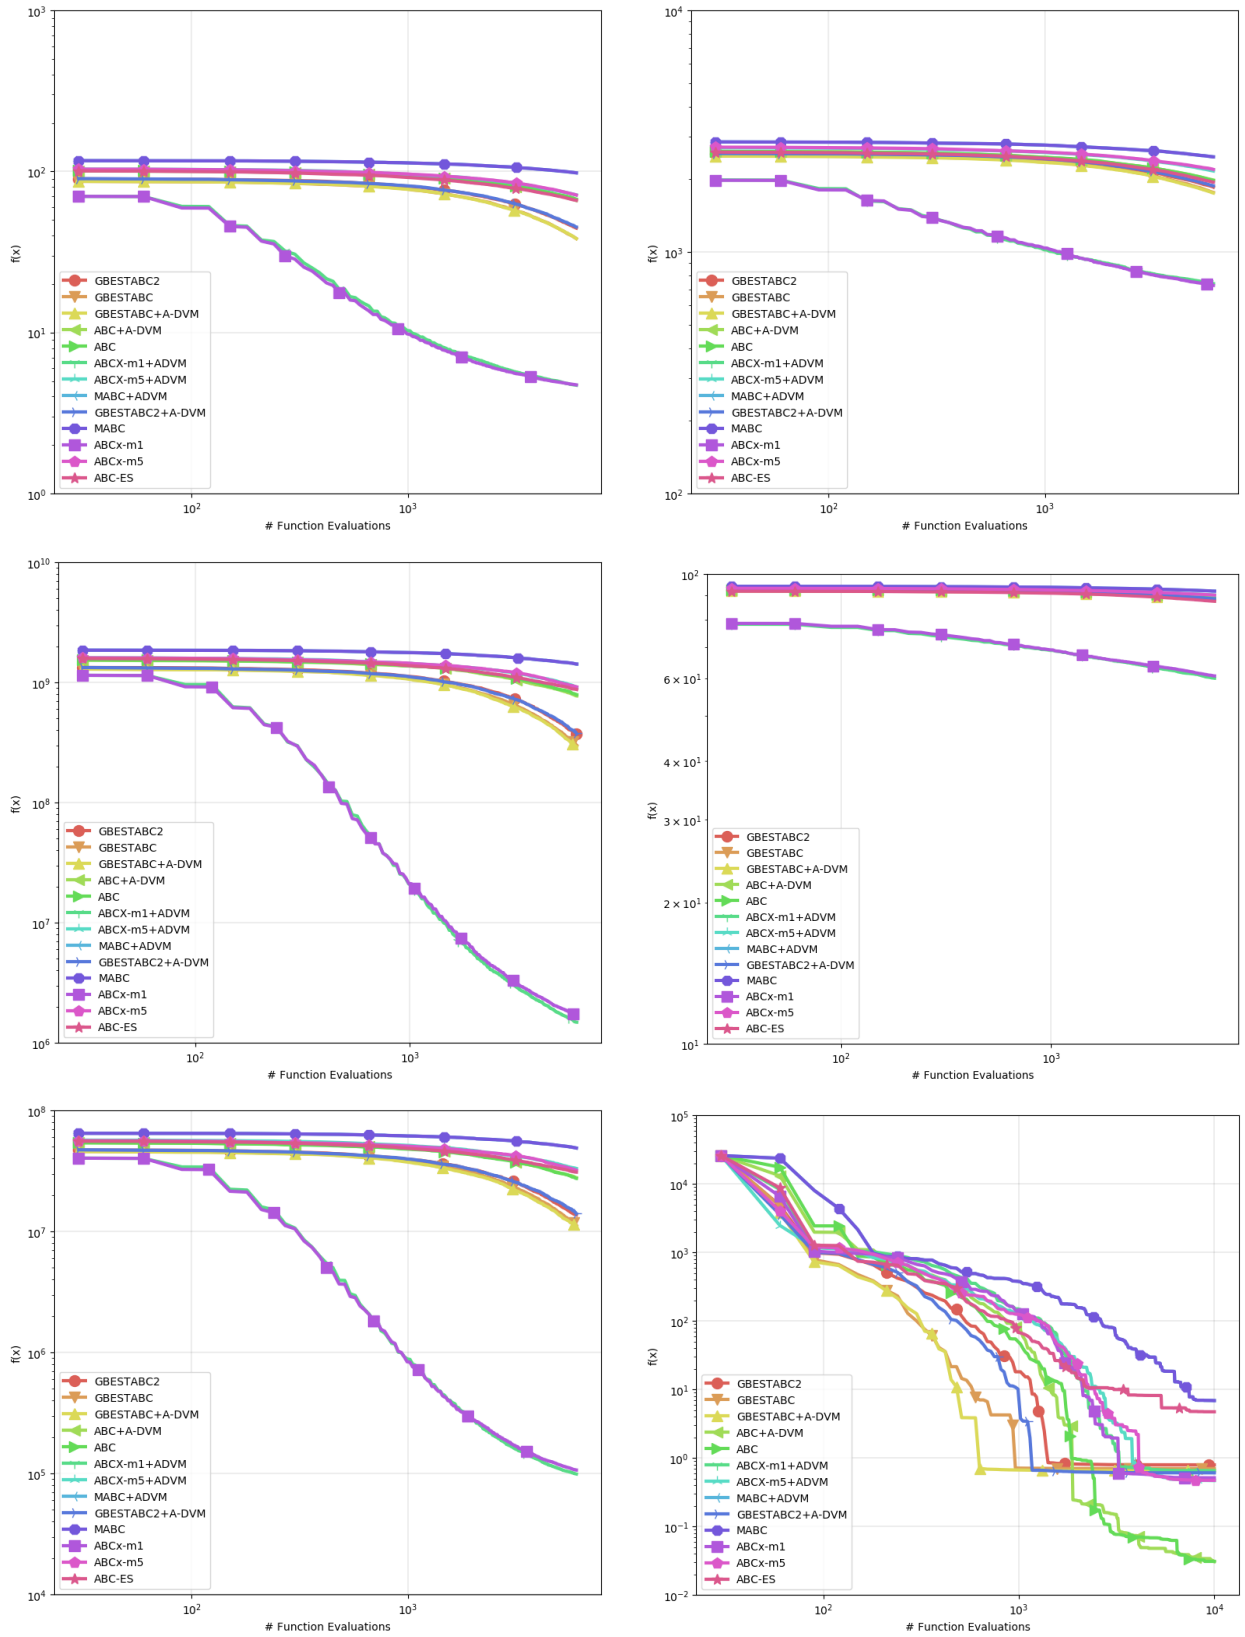 10³
10²
10¹
10⁰
f(x)
GBESTABC2
GBESTABC
GBESTABC+A-DVM
ABC+A-DVM
ABC
ABCX-m1+ADVM
ABCX-m5+ADVM
MABC+ADVM
GBESTABC2+A-DVM
MABC
ABCx-m1
ABCx-m5
ABC-ES
10² 10³
# Function Evaluations
10⁴
10³
10²
f(x)
GBESTABC2
GBESTABC
GBESTABC+A-DVM
ABC+A-DVM
ABC
ABCX-m1+ADVM
ABCX-m5+ADVM
MABC+ADVM
GBESTABC2+A-DVM
MABC
ABCx-m1
ABCx-m5
ABC-ES
10² 10³
# Function Evaluations
10¹⁰
10⁹
10⁸
10⁷
10⁶
f(x)
GBESTABC2
GBESTABC
GBESTABC+A-DVM
ABC+A-DVM
ABC
ABCX-m1+ADVM
ABCX-m5+ADVM
MABC+ADVM
GBESTABC2+A-DVM
MABC
ABCx-m1
ABCx-m5
ABC-ES
10² 10³
# Function Evaluations
10²
6 × 10¹
4 × 10¹
3 × 10¹
2 × 10¹
10¹
f(x)
GBESTABC2
GBESTABC
GBESTABC+A-DVM
ABC+A-DVM
ABC
ABCX-m1+ADVM
ABCX-m5+ADVM
MABC+ADVM
GBESTABC2+A-DVM
MABC
ABCx-m1
ABCx-m5
ABC-ES
10² 10³
# Function Evaluations
10⁸
10⁷
10⁶
10⁵
10⁴
f(x)
GBESTABC2
GBESTABC
GBESTABC+A-DVM
ABC+A-DVM
ABC
ABCX-m1+ADVM
ABCX-m5+ADVM
MABC+ADVM
GBESTABC2+A-DVM
MABC
ABCx-m1
ABCx-m5
ABC-ES
10² 10³
# Function Evaluations
10⁵
10⁴
10³
10²
10¹
10⁰
10⁻¹
10⁻²
f(x)
GBESTABC2
GBESTABC
GBESTABC+A-DVM
ABC+A-DVM
ABC
ABCX-m1+ADVM
ABCX-m5+ADVM
MABC+ADVM
GBESTABC2+A-DVM
MABC
ABCx-m1
ABCx-m5
ABC-ES
10² 10³ 10⁴
# Function Evaluations